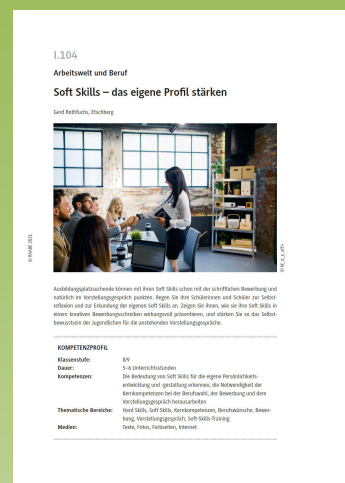 I.104
Arbeitswelt und Beruf
Soft Skills – das eigene Profil stärken
Gerd Rothfuchs, Etschberg
© RAABE 2021
Ausbildungsplatzsuchende können mit ihren Soft Skills schon mit der schriftlichen Bewerbung und
natürlich im Vorstellungsgespräch punkten. Regen Sie Ihre Schülerinnen und Schüler zur Selbst-
reflexion und zur Erkundung der eigenen Soft Skills an. Zeigen Sie ihnen, wie sie ihre Soft Skills in
einem kreativen Bewerbungsschreiben wirkungsvoll präsentieren, und stärken Sie so das Selbst-
bewusstsein der Jugendlichen für die anstehenden Vorstellungsgespräche.
KOMPETENZPROFIL
Klassenstufe: 8/9
Dauer: 5–6 Unterrichtsstunden
Kompetenzen: Die Bedeutung von Soft Skills für die eigene Persönlichkeits-
entwicklung und -gestaltung erkennen, die Notwendigkeit der
Kernkompetenzen bei der Berufswahl, der Bewerbung und dem
Vorstellungsgespräch herausarbeiten
Thematische Bereiche: Hard Skills, Soft Skills, Kernkompetenzen, Berufswünsche, Bewer-
bung, Vorstellungsgespräch, Soft-Skills-Training
Medien: Texte, Fotos, Farbseiten, Internet